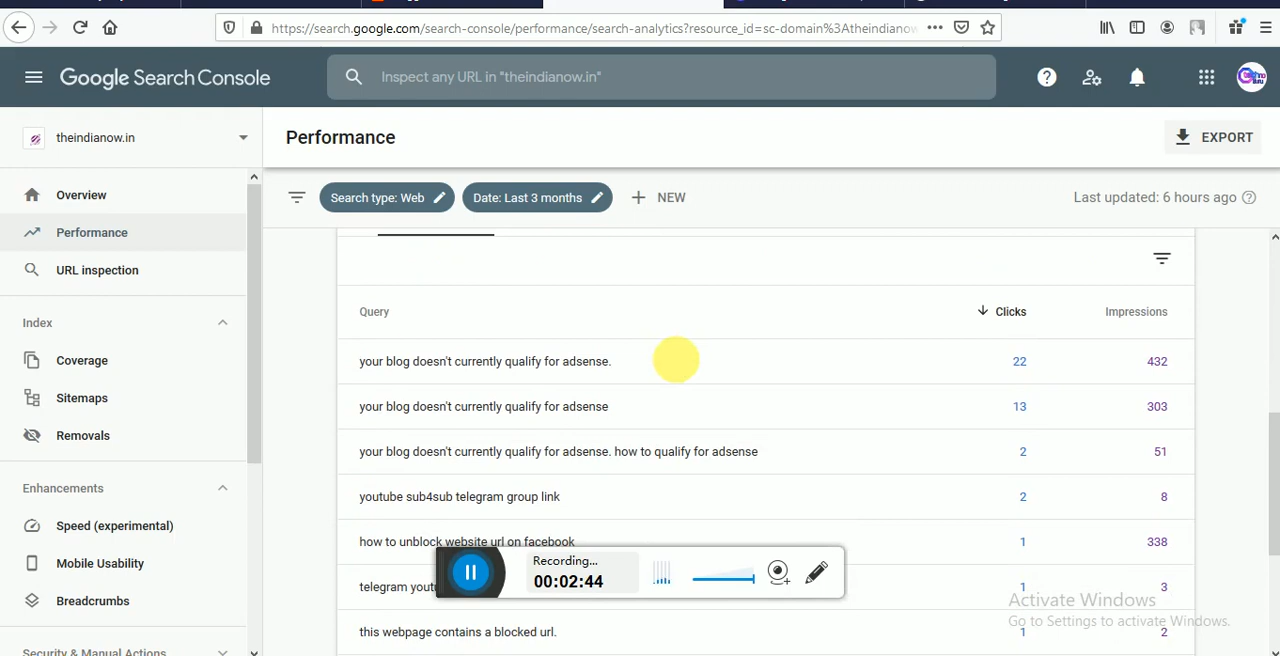 https://search.google.com/search-console/performance/search-analytics?resource_id=sc-domain%3Atheindianow
Google Search Console
Inspect any URL in "theindianow.in"
theindianow.in
Performance
EXPORT
Overview
Performance
URL inspection
Index
Coverage
Sitemaps
Removals
Enhancements
Speed (experimental)
Mobile Usability
Breadcrumbs
Security & Manual Actions
Search type: Web
Date: Last 3 months
NEW
Last updated: 6 hours ago
Query Clicks Impressions
your blog doesn't currently qualify for adsense. 22 432
your blog doesn't currently qualify for adsense 13 303
your blog doesn't currently qualify for adsense. how to qualify for adsense 2 51
youtube sub4sub telegram group link 2 8
how to unblock website url on facebook 1 338
telegram 1 3
this webpage contains a blocked url. 1 2
Recording...
00:02:44
Activate Windows
Go to Settings to activate Windows.